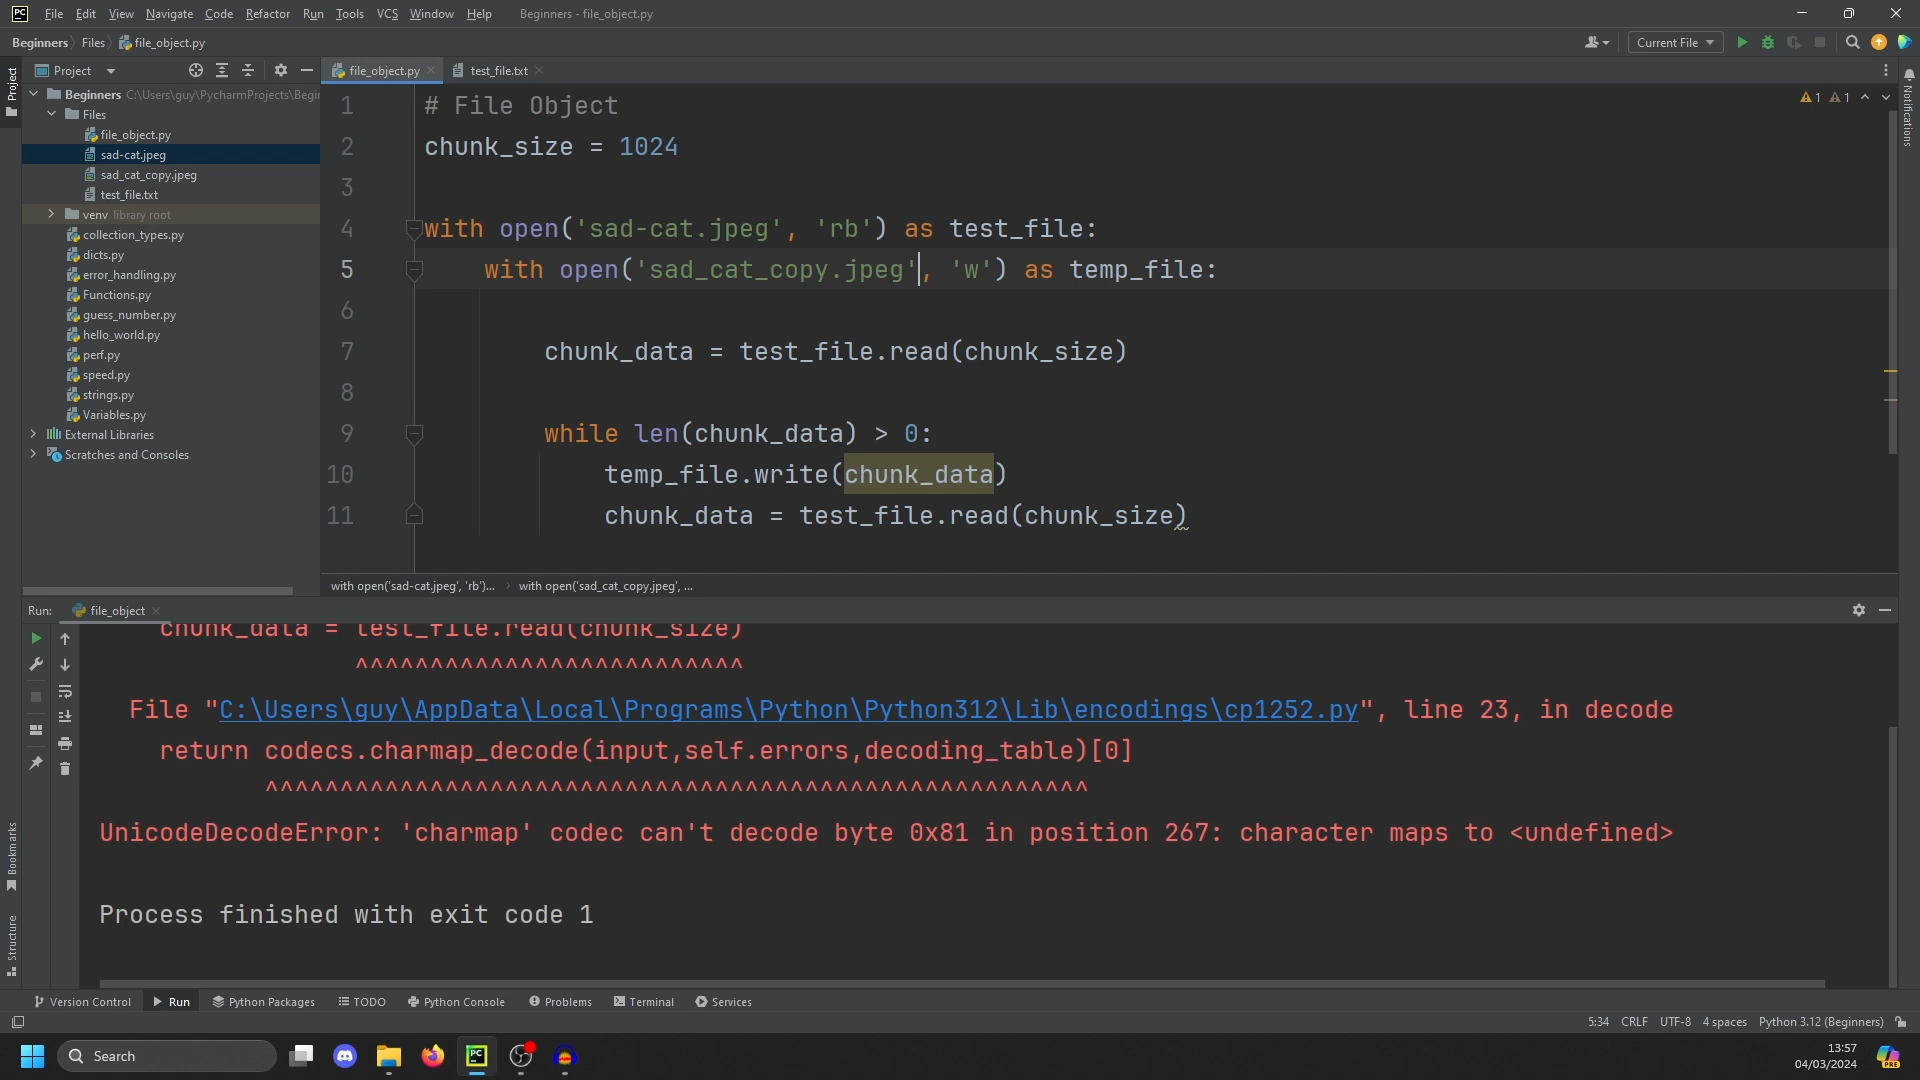 PC File Edit View Navigate Code Refactor Run Tools VCS Window Help Beginners - file_object.py
Beginners Files file_object.py Current File
Project file_object.py test_file.txt
Project
Notifications
Beginners C:\Users\guy\PycharmProjects\Begi
Files
file_object.py
sad-cat.jpeg
sad_cat_copy.jpeg
test_file.txt
venv library root
collection_types.py
dicts.py
error_handling.py
Functions.py
guess_number.py
hello_world.py
perf.py
speed.py
strings.py
Variables.py
External Libraries
Scratches and Consoles
1 # File Object
1 1
2 chunk_size = 1024
3
4 with open('sad-cat.jpeg', 'rb') as test_file:
5 with open('sad_cat_copy.jpeg', 'w') as temp_file:
6
7 chunk_data = test_file.read(chunk_size)
8
9 while len(chunk_data) > 0:
10 temp_file.write(chunk_data)
11 chunk_data = test_file.read(chunk_size)
with open('sad-cat.jpeg', 'rb')... with open('sad_cat_copy.jpeg', ...
Run: file_object
chunk_data = test_file.read(chunk_size)
^^^^^^^^^^^^^^^^^^^^^^^^^^
File "C:\Users\guy\AppData\Local\Programs\Python\Python312\Lib\encodings\cp1252.py", line 23, in decode
return codecs.charmap_decode(input,self.errors,decoding_table)[0]
^^^^^^^^^^^^^^^^^^^^^^^^^^^^^^^^^^^^^^^^^^^^^^^^^^^^^^^
UnicodeDecodeError: 'charmap' codec can't decode byte 0x81 in position 267: character maps to <undefined>
Process finished with exit code 1
Bookmarks
Structure
Version Control Run Python Packages TODO Python Console Problems Terminal Services
5:34 CRLF UTF-8 4 spaces Python 3.12 (Beginners)
Search PC
13:57
04/03/2024
PRE